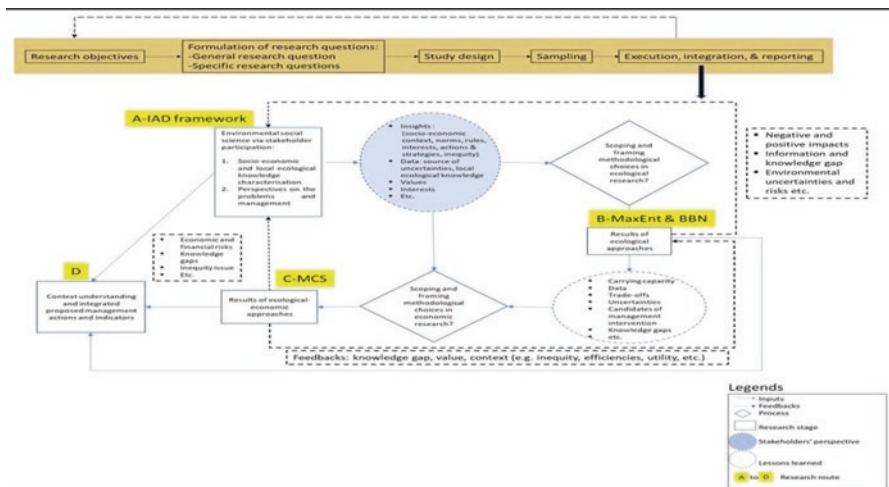 Research objectives
Formulation of research questions:
-General research question
-Specific research questions
Study design
Sampling
Execution, integration, & reporting
A-IAD framework
Environmental social
science via stakeholder
participation:
1. Socio-economic
and local ecological
knowledge
characterisation
2. Perspectives on the
problems and
management
• Insights :
(socio-economic
context, norms, rules,
interests, actions &
strategies, inequity)
• Data: source of
uncertainties, local
ecological knowledge
• Values
• Interests
• Etc.
Scoping and
framing
methodological
choices in
ecological research?
• Negative and
positive impacts
• Information and
knowledge gap
• Environmental
uncertainties and
risks etc.
B-MaxEnt & BBN
Results of
ecological
approaches
• Carrying capacity
• Data
• Trade-offs
• Uncertainties
• Candidates of
management
intervention
• Knowledge gaps
etc.
Scoping and
framing
methodological
choices in economic
research?
C-MCS
Results of ecological-
economic
approaches
• Economic and
financial risks
• Knowledge
gaps
• Inequity issue
• Etc.
D
Context understanding
and integrated
proposed management
actions and indicators
Feedbacks: knowledge gap, value, context (e.g. inequity, efficiencies, utility, etc.)
Legends
Inputs
Feedbacks
Process
Research stage
Stakeholders' perspective
Lessons learned
A to D Research route